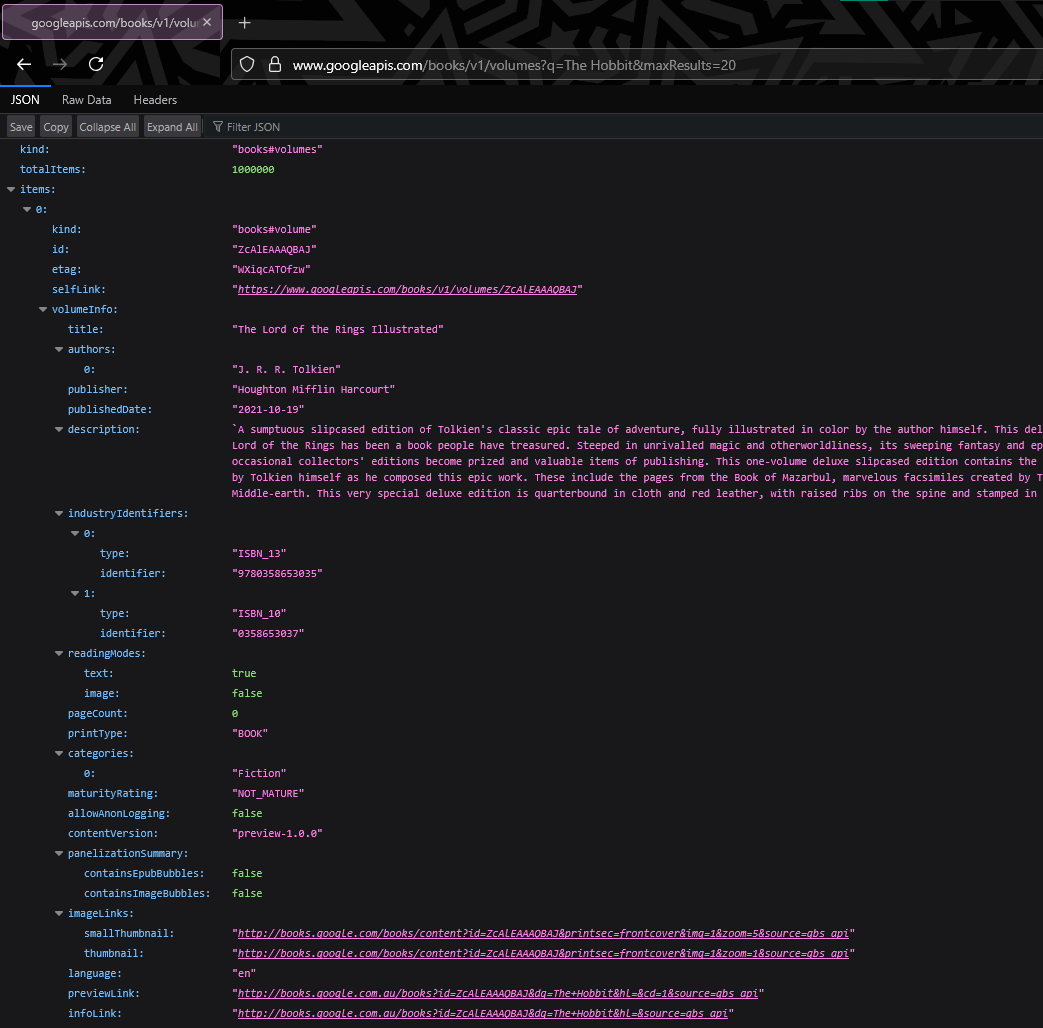 googleapis.com/books/v1/volu
www.googleapis.com/books/v1/volumes?q=The Hobbit&maxResults=20
JSON Raw Data Headers
Save Copy Collapse All Expand All Filter JSON
kind: "books#volumes"
totalItems: 1000000
items:
0:
kind: "books#volume"
id: "ZcAlEAAAQBAJ"
etag: "WXiqcATOfzw"
selfLink: "https://www.googleapis.com/books/v1/volumes/ZcAlEAAAQBAJ"
volumeInfo:
title: "The Lord of the Rings Illustrated"
authors:
0: "J. R. R. Tolkien"
publisher: "Houghton Mifflin Harcourt"
publishedDate: "2021-10-19"
description: `A sumptuous slipcased edition of Tolkien's classic epic tale of adventure, fully illustrated in color by the author himself. This del
Lord of the Rings has been a book people have treasured. Steeped in unrivalled magic and otherworldliness, its sweeping fantasy and ep
occasional collectors' editions become prized and valuable items of publishing. This one-volume deluxe slipcased edition contains the
by Tolkien himself as he composed this epic work. These include the pages from the Book of Mazarbul, marvelous facsimiles created by T
Middle-earth. This very special deluxe edition is quarterbound in cloth and red leather, with raised ribs on the spine and stamped in
industryIdentifiers:
0:
type: "ISBN_13"
identifier: "9780358653035"
1:
type: "ISBN_10"
identifier: "0358653037"
readingModes:
text: true
image: false
pageCount: 0
printType: "BOOK"
categories:
0: "Fiction"
maturityRating: "NOT_MATURE"
allowAnonLogging: false
contentVersion: "preview-1.0.0"
panelizationSummary:
containsEpubBubbles: false
containsImageBubbles: false
imageLinks:
smallThumbnail: "http://books.google.com/books/content?id=ZcAlEAAAQBAJ&printsec=frontcover&img=1&zoom=5&source=gbs_api"
thumbnail: "http://books.google.com/books/content?id=ZcAlEAAAQBAJ&printsec=frontcover&img=1&zoom=1&source=gbs_api"
language: "en"
previewLink: "http://books.google.com.au/books?id=ZcAlEAAAQBAJ&dq=The+Hobbit&hl=&cd=1&source=gbs_api"
infoLink: "http://books.google.com.au/books?id=ZcAlEAAAQBAJ&dq=The+Hobbit&hl=&source=gbs_api"